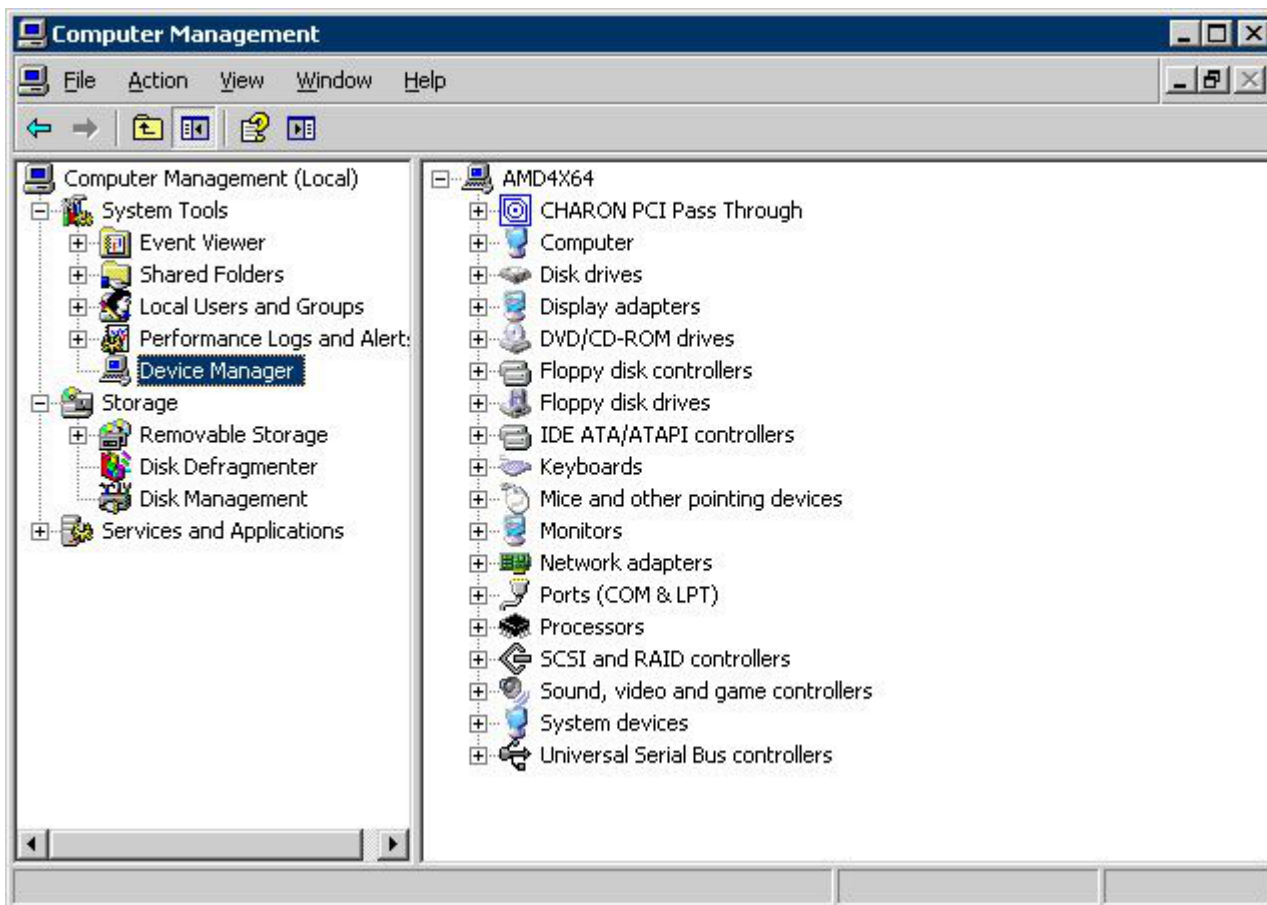 Computer Management
File Action View Window Help
Computer Management (Local)
System Tools
Event Viewer
Shared Folders
Local Users and Groups
Performance Logs and Alert
Device Manager
Storage
Removable Storage
Disk Defragmenter
Disk Management
Services and Applications
AMD4X64
CHARON PCI Pass Through
Computer
Disk drives
Display adapters
DVD/CD-ROM drives
Floppy disk controllers
Floppy disk drives
IDE ATA/ATAPI controllers
Keyboards
Mice and other pointing devices
Monitors
Network adapters
Ports (COM & LPT)
Processors
SCSI and RAID controllers
Sound, video and game controllers
System devices
Universal Serial Bus controllers